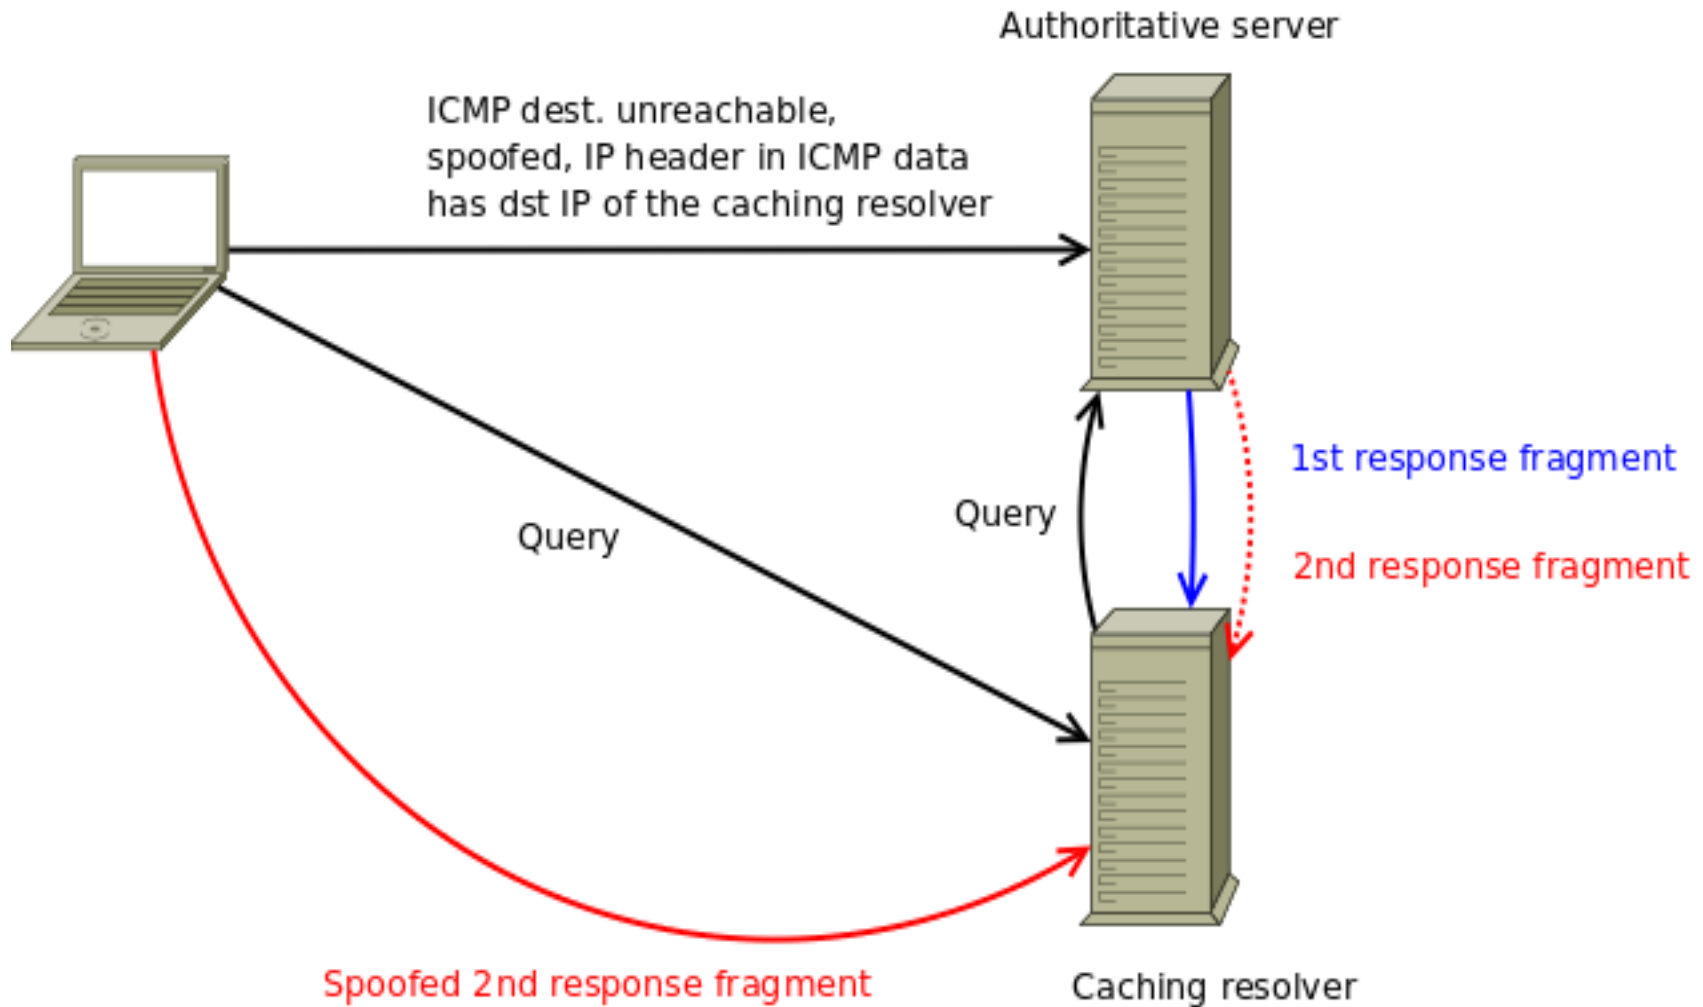 Authoritative server
ICMP dest. unreachable,
spoofed, IP header in ICMP data
has dst IP of the caching resolver
1st response fragment
Query
Query
2nd response fragment
Spoofed 2nd response fragment
Caching resolver